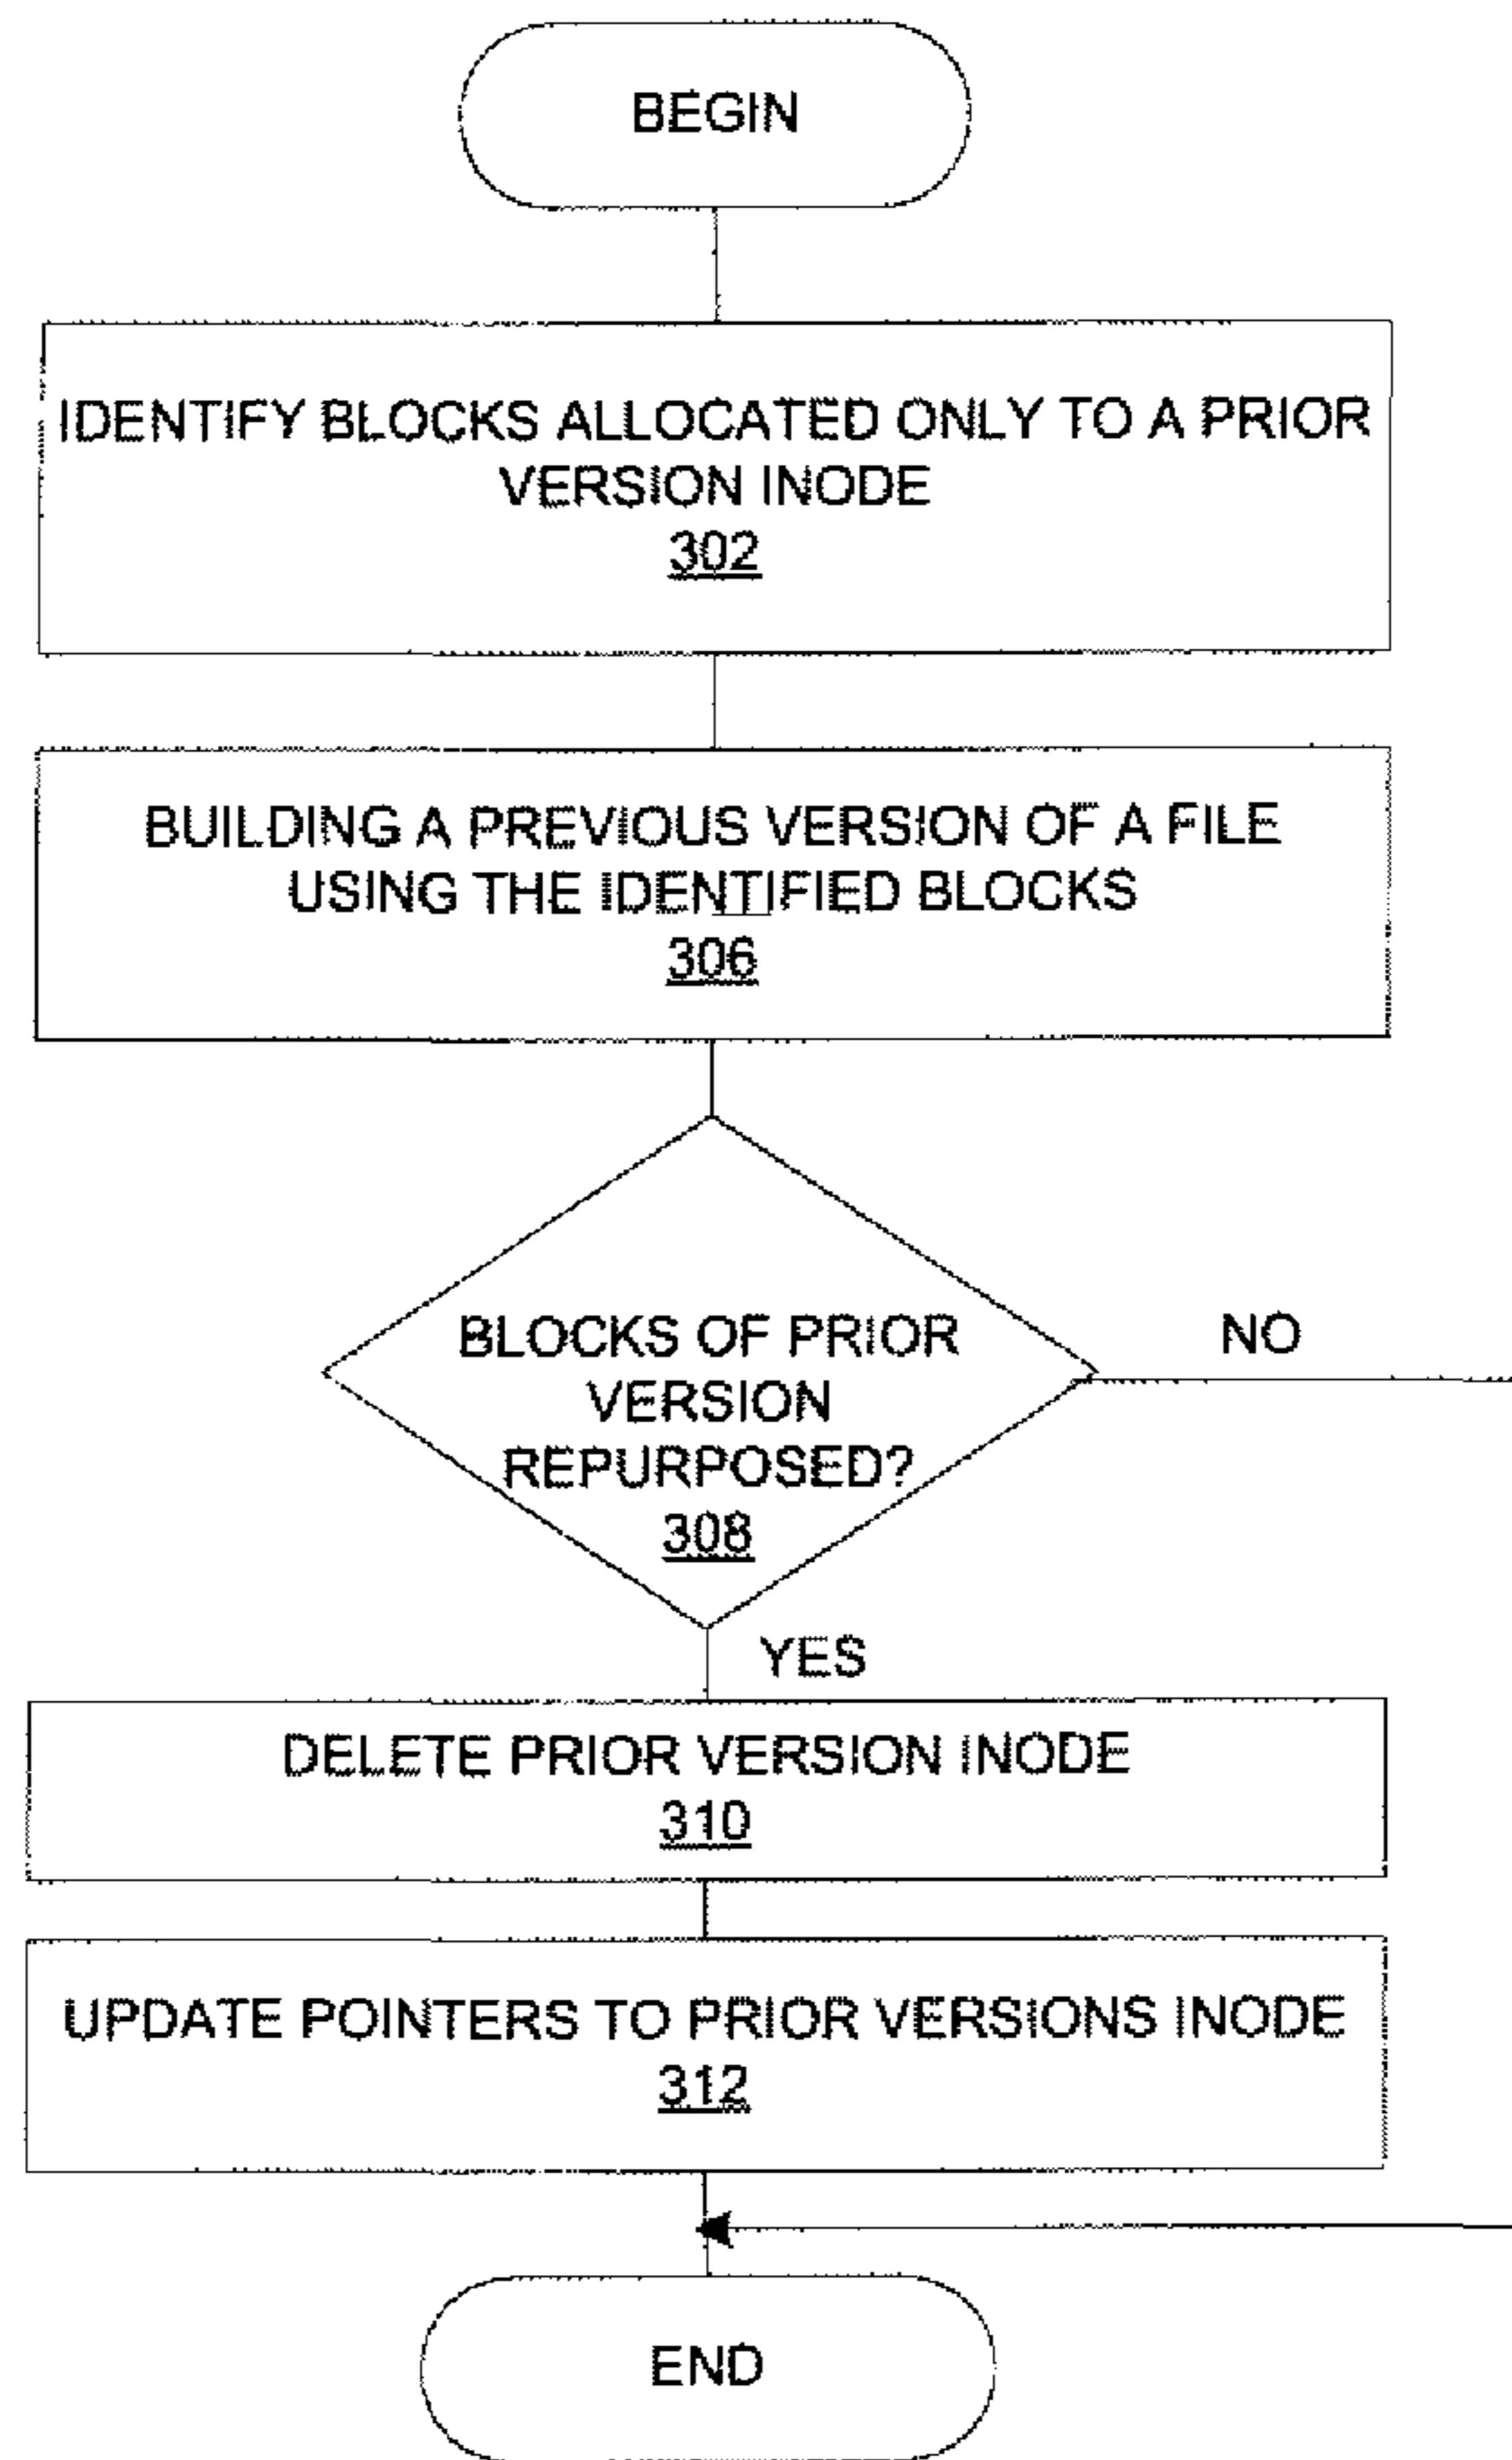 BEGIN
IDENTIFY BLOCKS ALLOCATED ONLY TO A PRIOR
VERSION INODE
302
BUILDING A PREVIOUS VERSION OF A FILE
USING THE IDENTIFIED BLOCKS
306
BLOCKS OF PRIOR
VERSION
REPURPOSED?
308
NO
YES
DELETE PRIOR VERSION INODE
310
UPDATE POINTERS TO PRIOR VERSIONS INODE
312
END